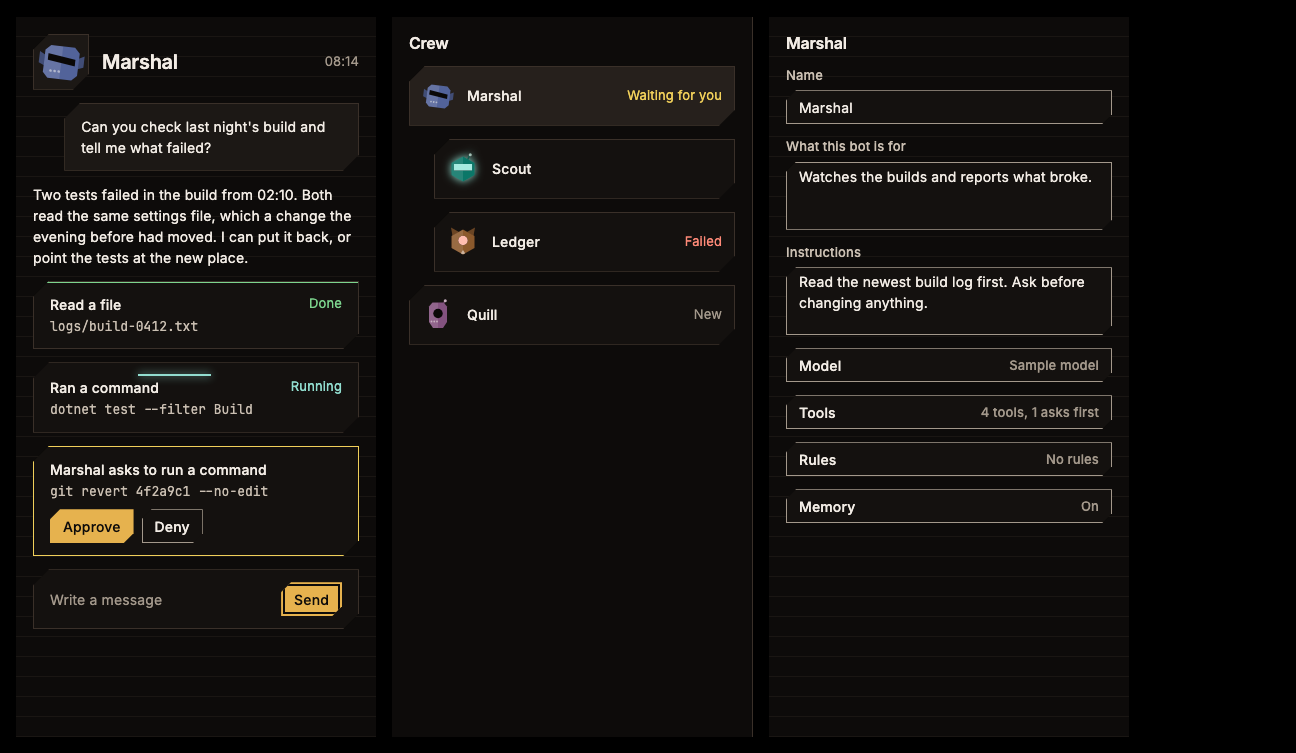 Marshal
08:14
Can you check last night's build and
tell me what failed?
Two tests failed in the build from 02:10. Both
read the same settings file, which a change the
evening before had moved. I can put it back, or
point the tests at the new place.
Read a file
Done
logs/build-0412.txt
Ran a command
Running
dotnet test --filter Build
Marshal asks to run a command
git revert 4f2a9c1 --no-edit
Approve
Deny
Write a message
Send
Crew
Marshal
Waiting for you
Scout
Ledger
Failed
Quill
New
Marshal
Name
Marshal
What this bot is for
Watches the builds and reports what broke.
Instructions
Read the newest build log first. Ask before
changing anything.
Model
Sample model
Tools
4 tools, 1 asks first
Rules
No rules
Memory
On